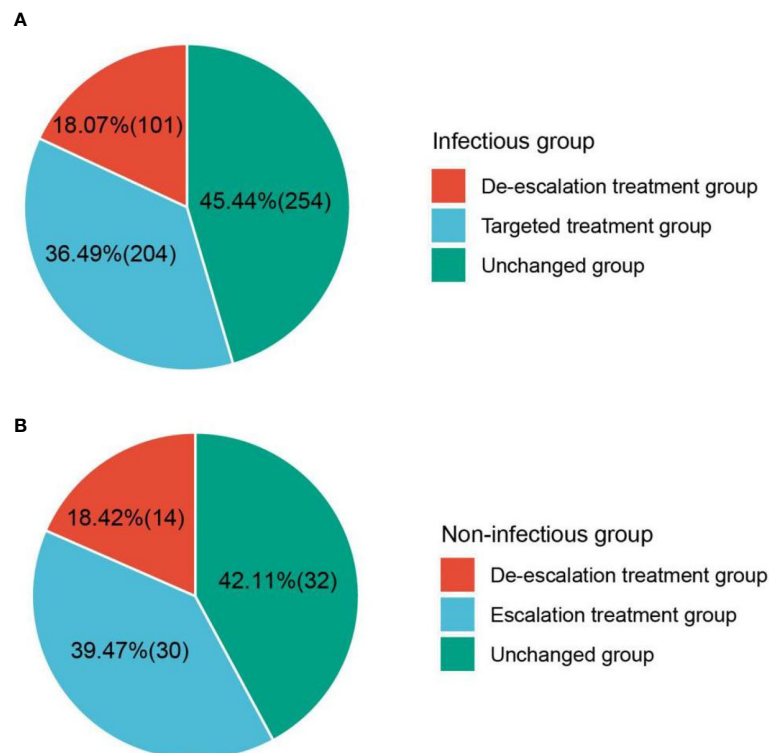 A
18.07%(101)
45.44%(254)
36.49%(204)
Infectious group
De-escalation treatment group
Targeted treatment group
Unchanged group
B
18.42%(14)
42.11%(32)
39.47%(30)
Non-infectious group
De-escalation treatment group
Escalation treatment group
Unchanged group